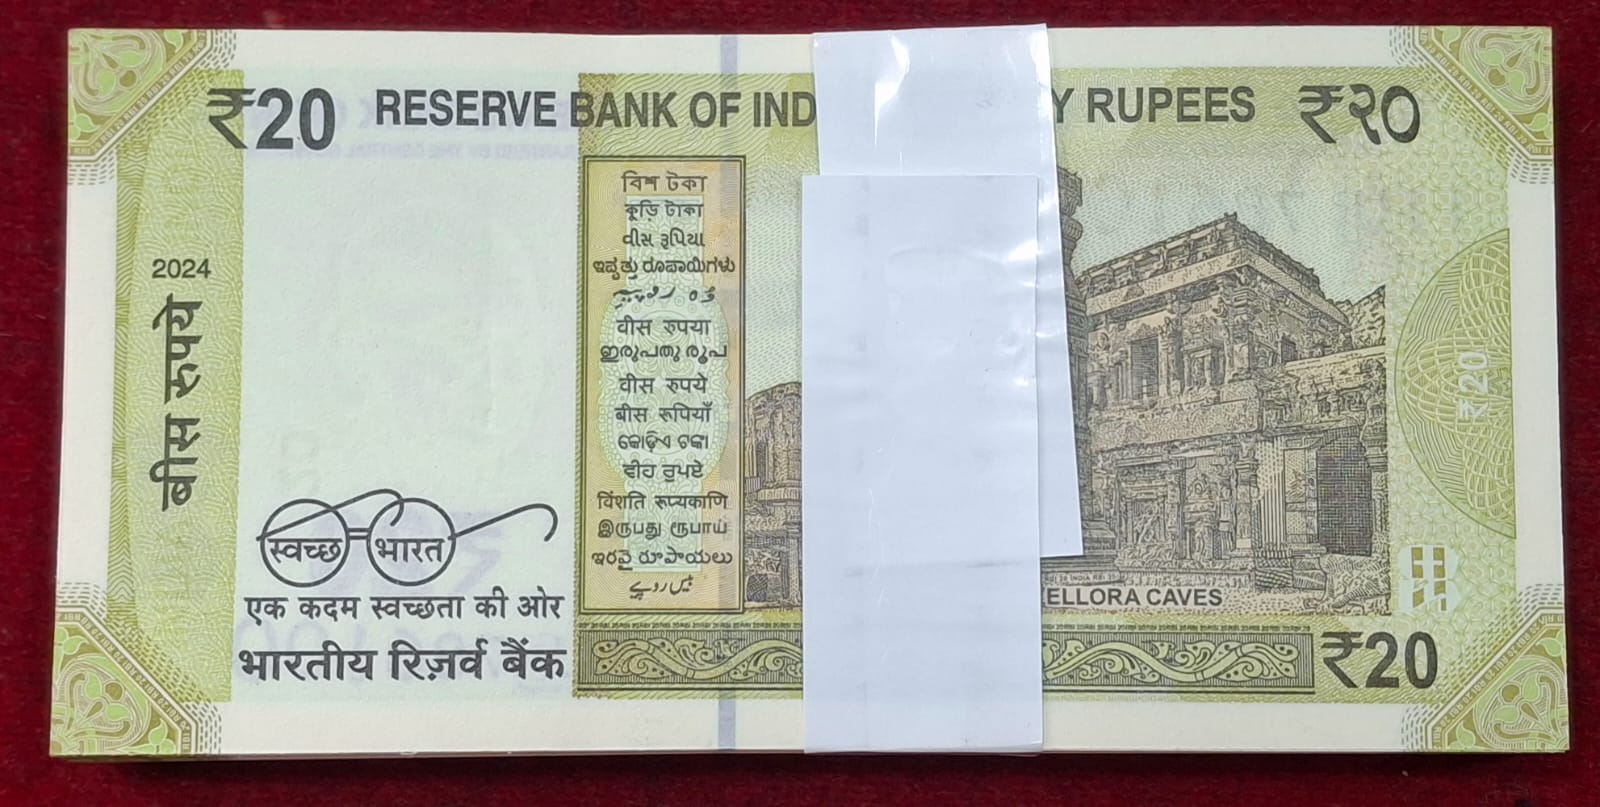 ₹20 RESERVE BANK OF IND Y RUPEES ₹२०
2024
बीस रुपये
বিশ টকা
কুড়ি টাকা
વીસ રૂપિયા
ಇಪ್ಪತ್ತು ರೂಪಾಯಿಗಳು
वीस रुपया
ഇരുപതു രൂപ
वीस रुपये
बीस रूपियाँ
କୋଡ଼ିଏ ଟଙ୍କା
ਵੀਹ ਰੁਪਏ
विंशति रूप्यकाणि
இருபது ரூபாய்
ఇరవై రూపాయలు
بیس روپے
₹20
स्वच्छ भारत
एक कदम स्वच्छता की ओर
भारतीय रिज़र्व बैंक
ELLORA CAVES
₹20